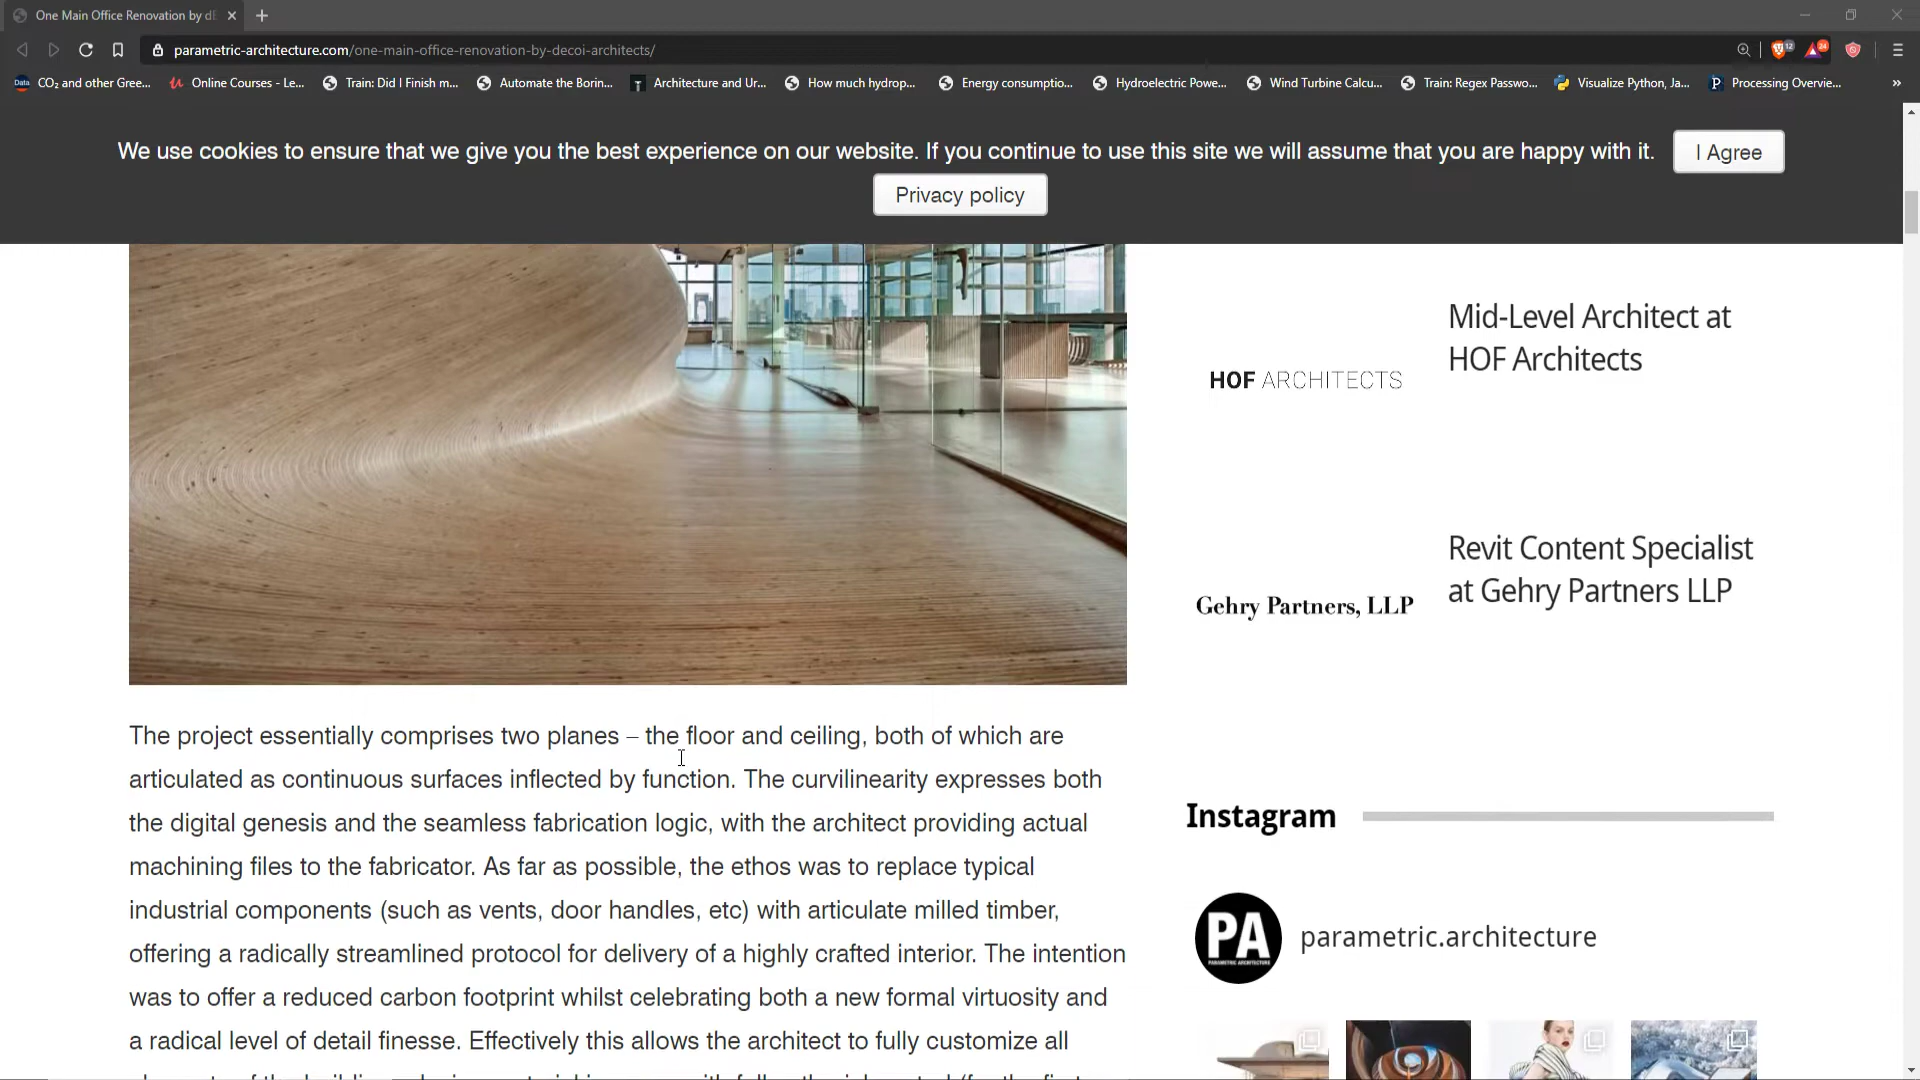 One Main Office Renovation by dE
parametric-architecture.com/one-main-office-renovation-by-decoi-architects/
12
24
Data
CO₂ and other Gree...
Online Courses - Le...
Train: Did I Finish m...
Automate the Borin...
T
Architecture and Ur...
How much hydrop...
Energy consumptio...
Hydroelectric Powe...
Wind Turbine Calcu...
Train: Regex Passwo...
Visualize Python, Ja...
P
Processing Overvie...
»
We use cookies to ensure that we give you the best experience on our website. If you continue to use this site we will assume that you are happy with it.
I Agree
Privacy policy
Mid-Level Architect at
HOF Architects
HOF ARCHITECTS
Revit Content Specialist
at Gehry Partners LLP
Gehry Partners, LLP
The project essentially comprises two planes – the floor and ceiling, both of which are
articulated as continuous surfaces inflected by function. The curvilinearity expresses both
the digital genesis and the seamless fabrication logic, with the architect providing actual
machining files to the fabricator. As far as possible, the ethos was to replace typical
industrial components (such as vents, door handles, etc) with articulate milled timber,
offering a radically streamlined protocol for delivery of a highly crafted interior. The intention
was to offer a reduced carbon footprint whilst celebrating both a new formal virtuosity and
a radical level of detail finesse. Effectively this allows the architect to fully customize all
Instagram
PA
PARAMETRIC ARCHITECTURE
parametric.architecture